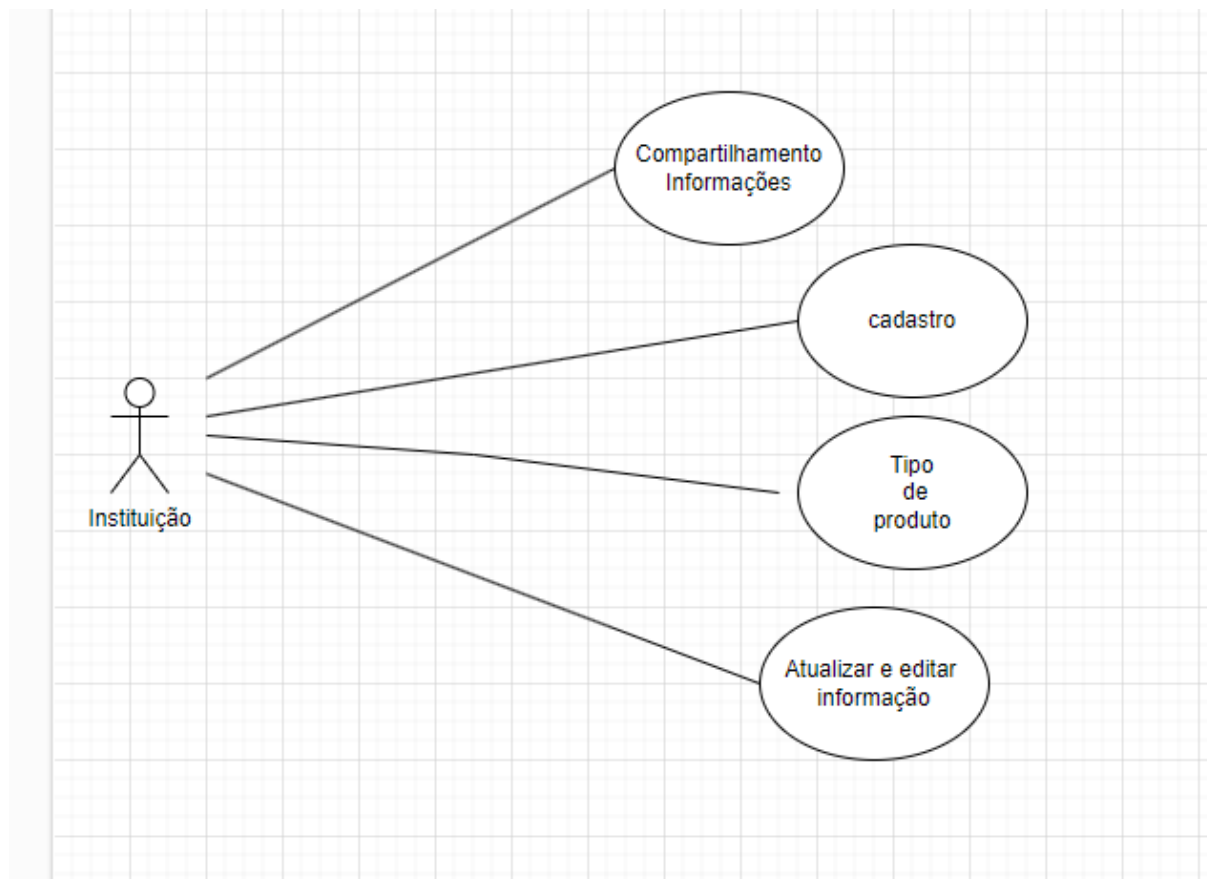 Compartilhamento
Informações
cadastro
Tipo
de
produto
Instituição
Atualizar e editar
informação